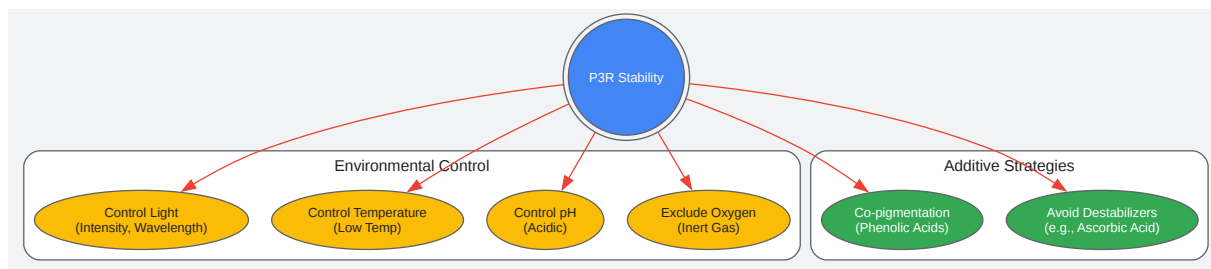 P3R Stability
Environmental Control
Additive Strategies
Control Light
(Intensity, Wavelength)
Control Temperature
(Low Temp)
Control pH
(Acidic)
Exclude Oxygen
(Inert Gas)
Co-pigmentation
(Phenolic Acids)
Avoid Destabilizers
(e.g., Ascorbic Acid)